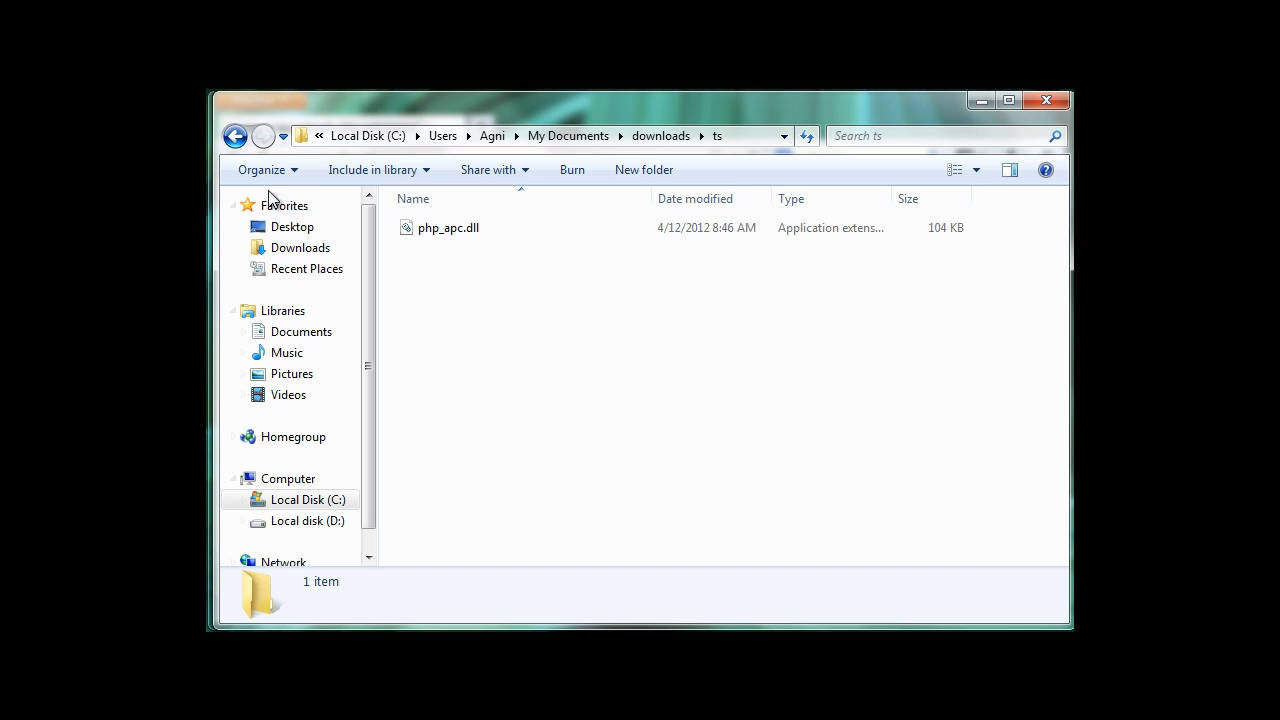 « Local Disk (C:) Users Agni My Documents downloads ts Search ts
Organize Include in library Share with Burn New folder
Name Date modified Type Size
php_apc.dll 4/12/2012 8:46 AM Application extens... 104 KB
Favorites
Desktop
Downloads
Recent Places
Libraries
Documents
Music
Pictures
Videos
Homegroup
Computer
Local Disk (C:)
Local disk (D:)
Network
1 item